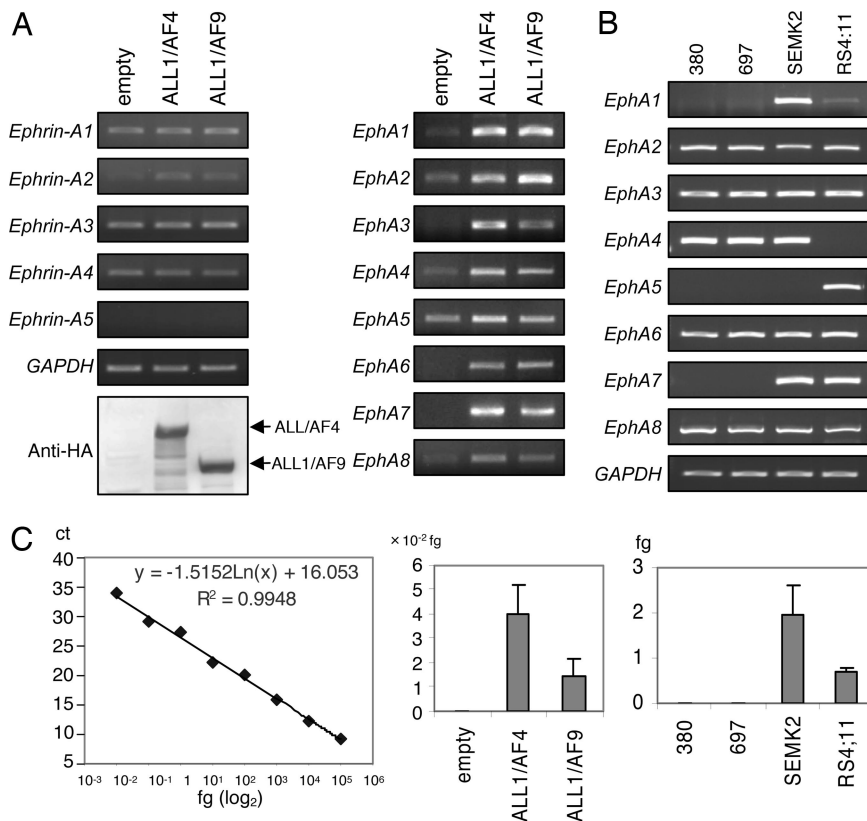 A
empty
ALL1/AF4
ALL1/AF9
Ephrin-A1
Ephrin-A2
Ephrin-A3
Ephrin-A4
Ephrin-A5
GAPDH
Anti-HA
ALL/AF4
ALL1/AF9
empty
ALL1/AF4
ALL1/AF9
EphA1
EphA2
EphA3
EphA4
EphA5
EphA6
EphA7
EphA8
B
380
697
SEMK2
RS4;11
EphA1
EphA2
EphA3
EphA4
EphA5
EphA6
EphA7
EphA8
GAPDH
C
ct
40
35
30
25
20
15
10
5
y = -1.5152Ln(x) + 16.053
R² = 0.9948
10⁻³ 10⁻² 10⁻¹ 1 10¹ 10² 10³ 10⁴ 10⁵ 10⁶
fg (log₂)
× 10⁻² fg
6
5
4
3
2
1
0
empty
ALL1/AF4
ALL1/AF9
fg
3
2
1
0
380
697
SEMK2
RS4;11